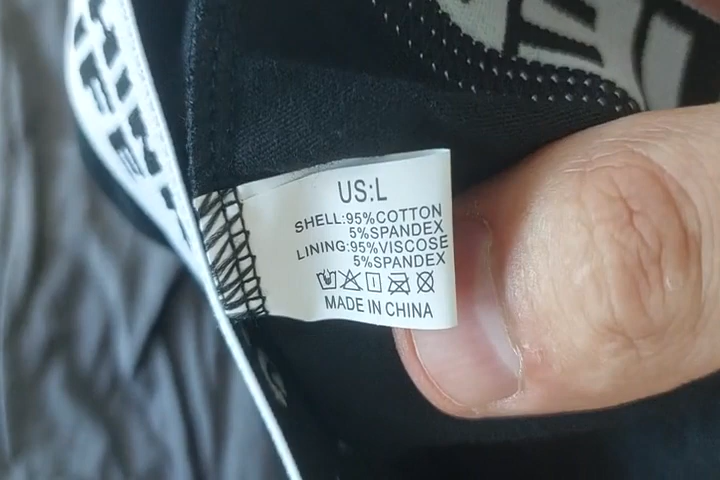 US:L
SHELL:95%COTTON
5%SPANDEX
LINING:95%VISCOSE
5%SPANDEX
MADE IN CHINA